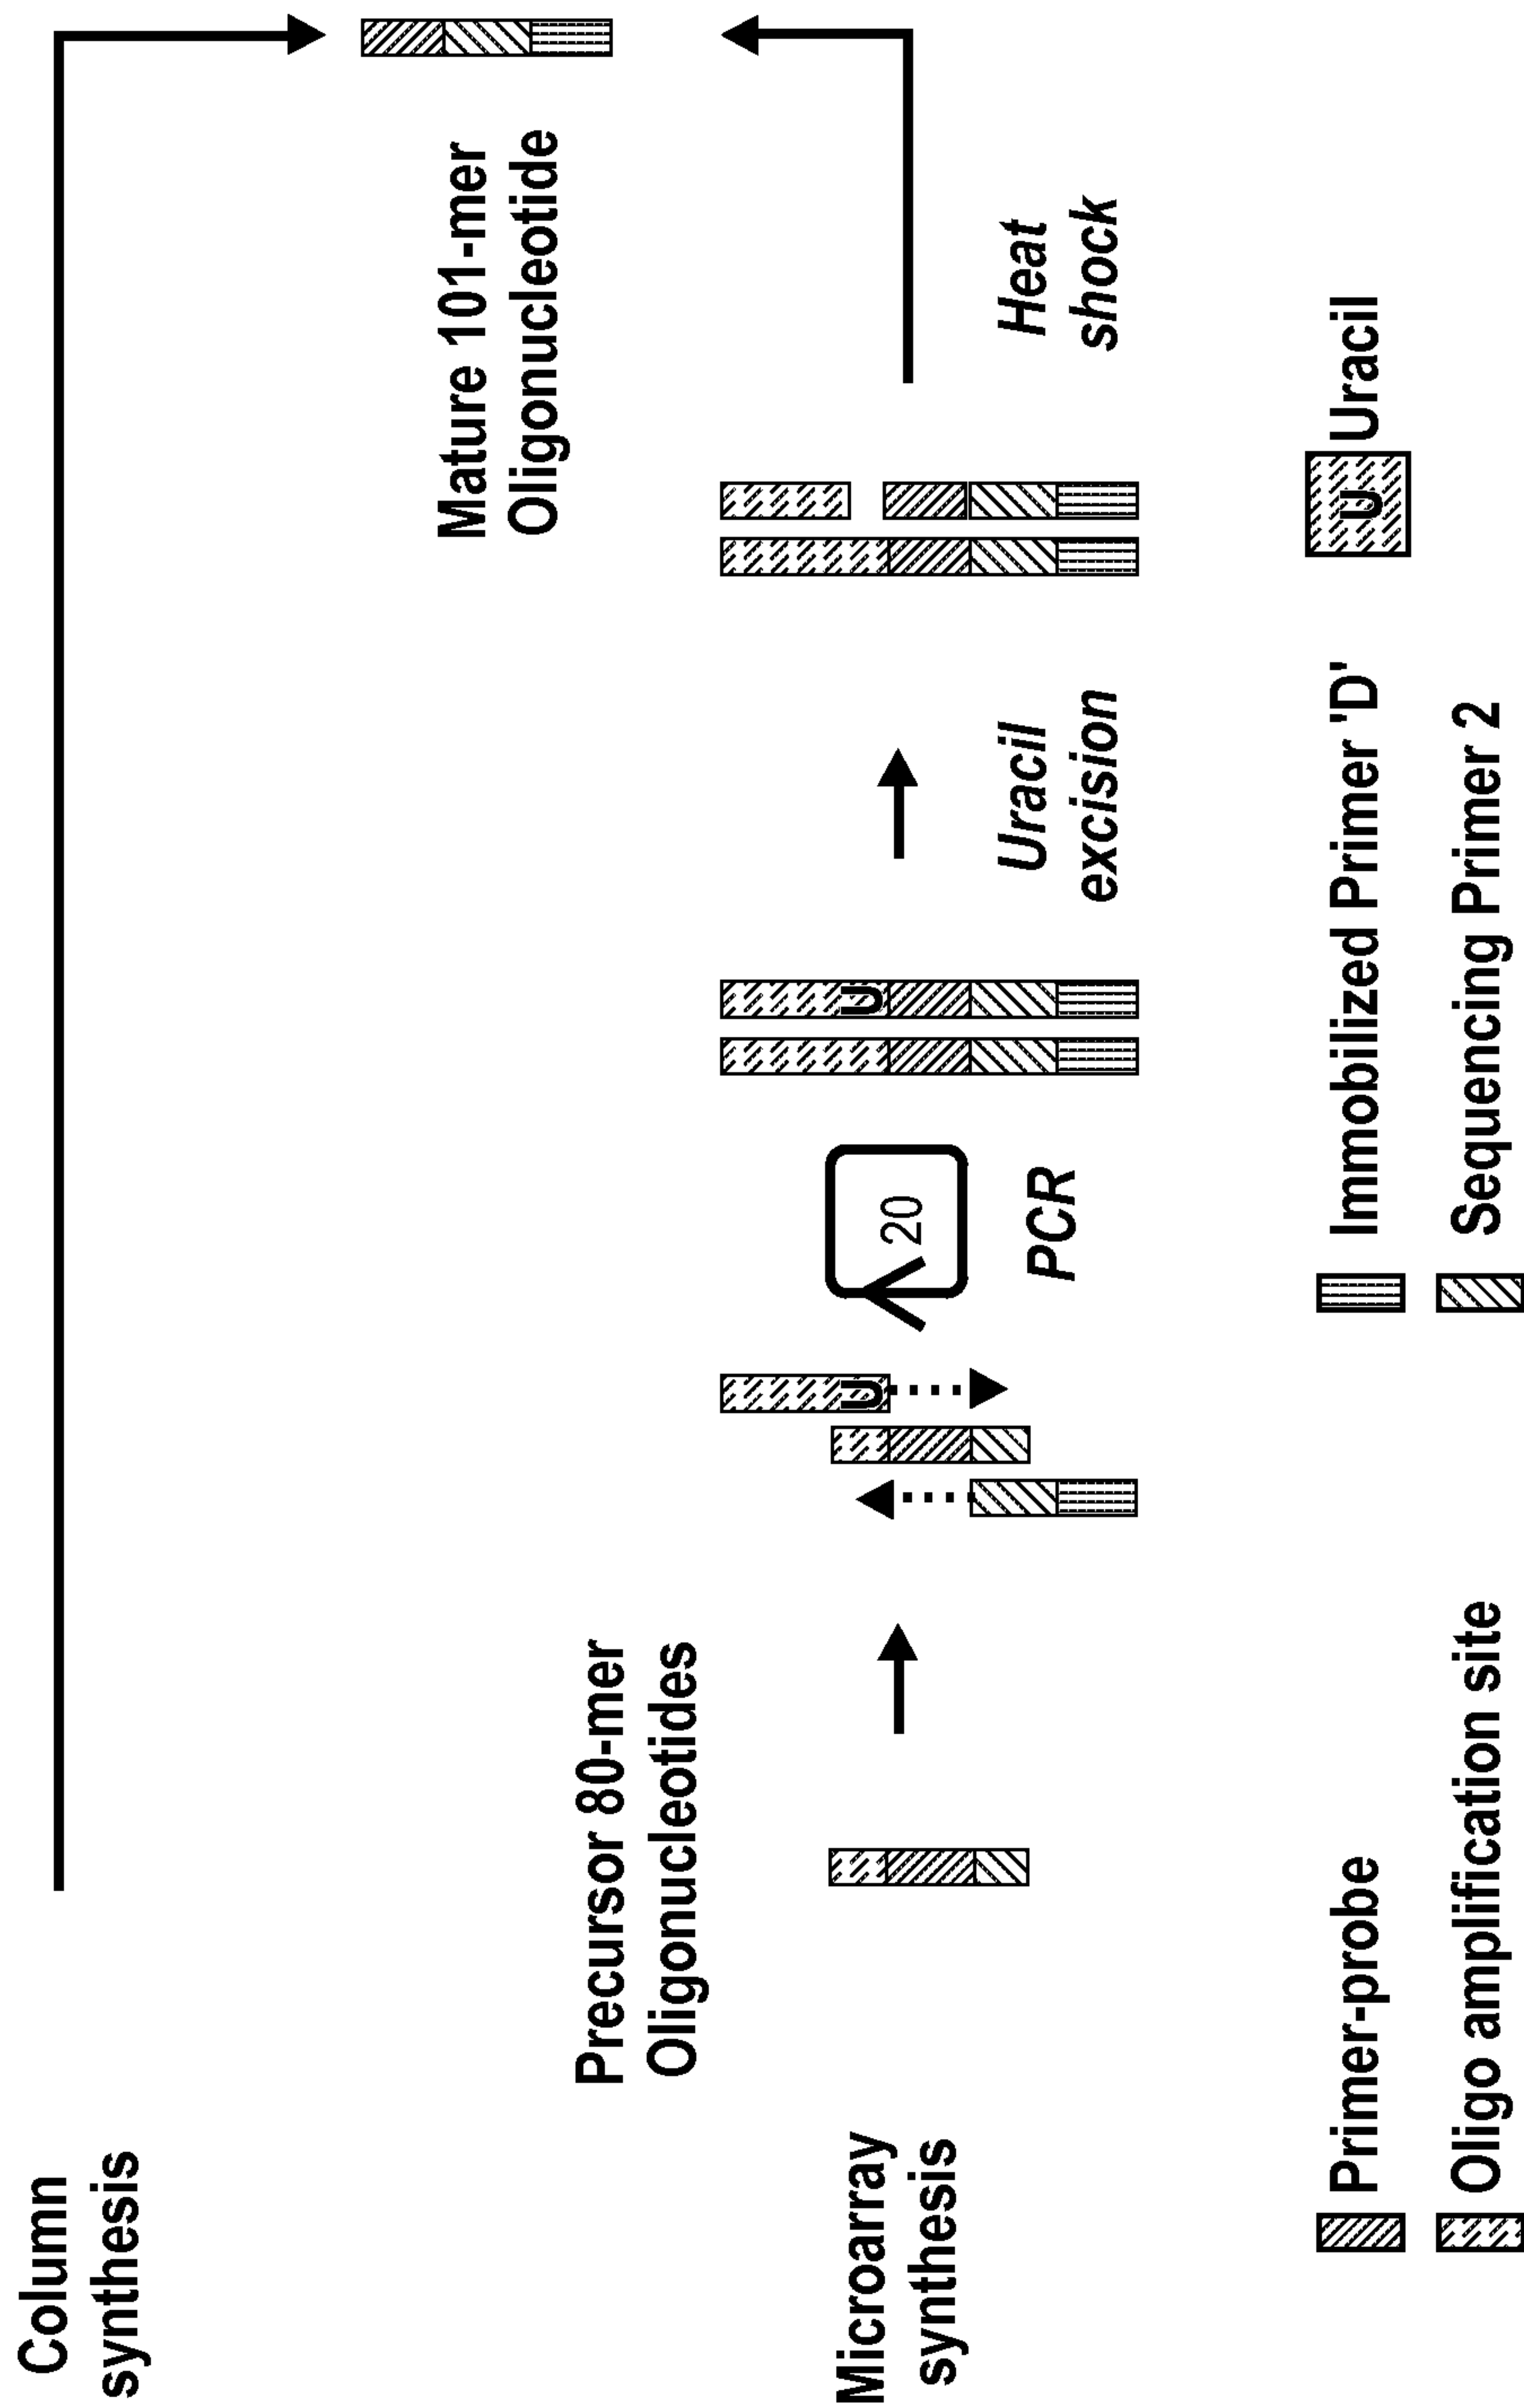 Column
synthesis
Mature 101-mer
Oligonucleotide
Precursor 80-mer
Oligonucleotides
Microarray
synthesis
U
20
PCR
U
Uracil
excision
Heat
shock
Primer-probe
Immobilized Primer 'D'
U Uracil
Oligo amplification site
Sequencing Primer 2